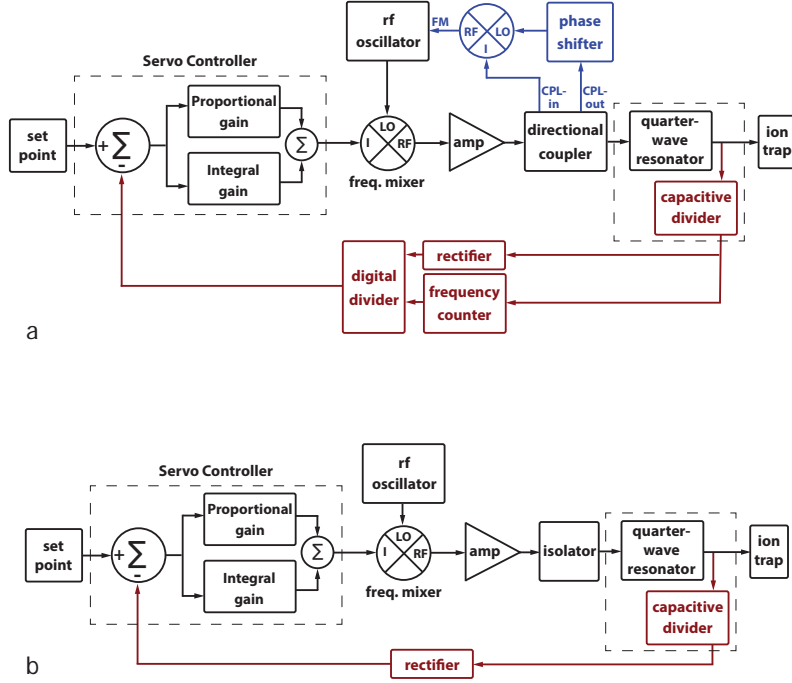 rf
oscillator
FM
RF
LO
I
phase
shifter
Servo Controller
CPL-
in
CPL-
out
set
point
+
Σ
-
Proportional
gain
Integral
gain
Σ
LO
I
RF
freq. mixer
amp
directional
coupler
quarter-
wave
resonator
ion
trap
capacitive
divider
digital
divider
rectifier
frequency
counter
a
Servo Controller
rf
oscillator
set
point
+
Σ
-
Proportional
gain
Integral
gain
Σ
LO
I
RF
freq. mixer
amp
isolator
quarter-
wave
resonator
ion
trap
capacitive
divider
rectifier
b